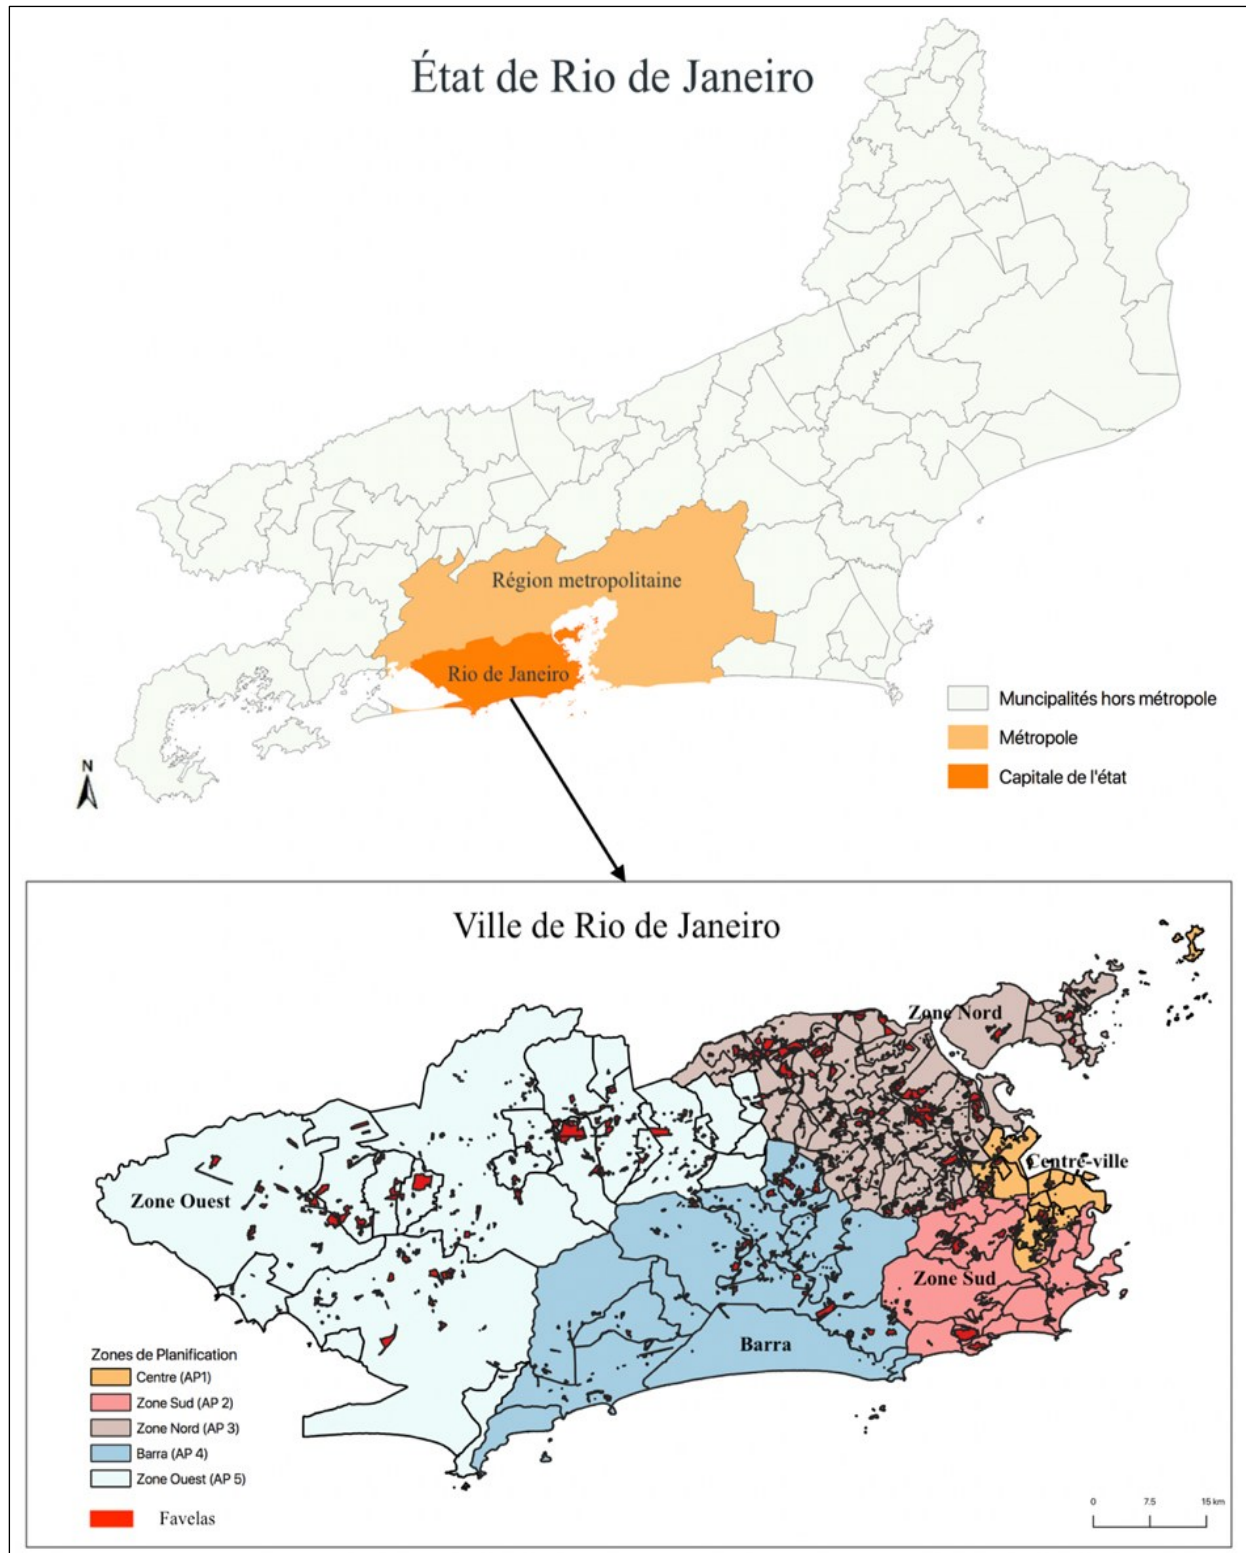 État de Rio de Janeiro
Région metropolitaine
Rio de Janeiro
Muncipalités hors métropole
Métropole
Capitale de l'état
N
Ville de Rio de Janeiro
Zone Nord
Centre-ville
Zone Ouest
Zone Sud
Barra
Zones de Planification
Centre (AP1)
Zone Sud (AP 2)
Zone Nord (AP 3)
Barra (AP 4)
Zone Ouest (AP 5)
Favelas
0 7.5 15 km